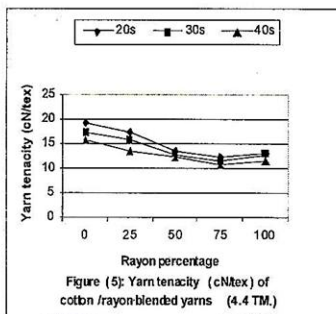 20s 30s 40s
Yarn tenacity (cN/tex)
25
20
15
10
5
0
0 25 50 75 100
Rayon percentage
Figure (5): Yarn tenacity (cN/tex) of
cotton /rayon-blended yarns (4.4 TM.)